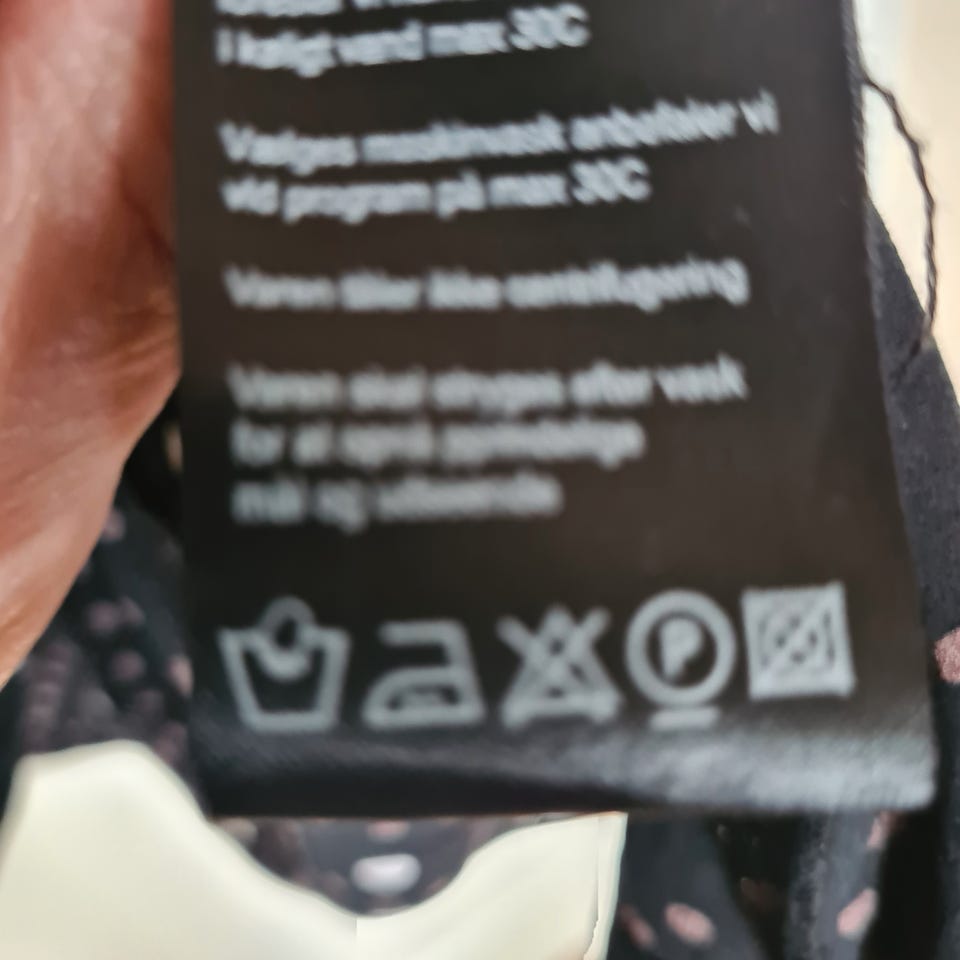 i koligt vand max 30C
Vælges maskinvask anbefaler vi
vid program på max 30C
Varen tåler ikke centrifugering
Varen skal stryges efter vask
for at opnå oprindelige
mål og udseende
P